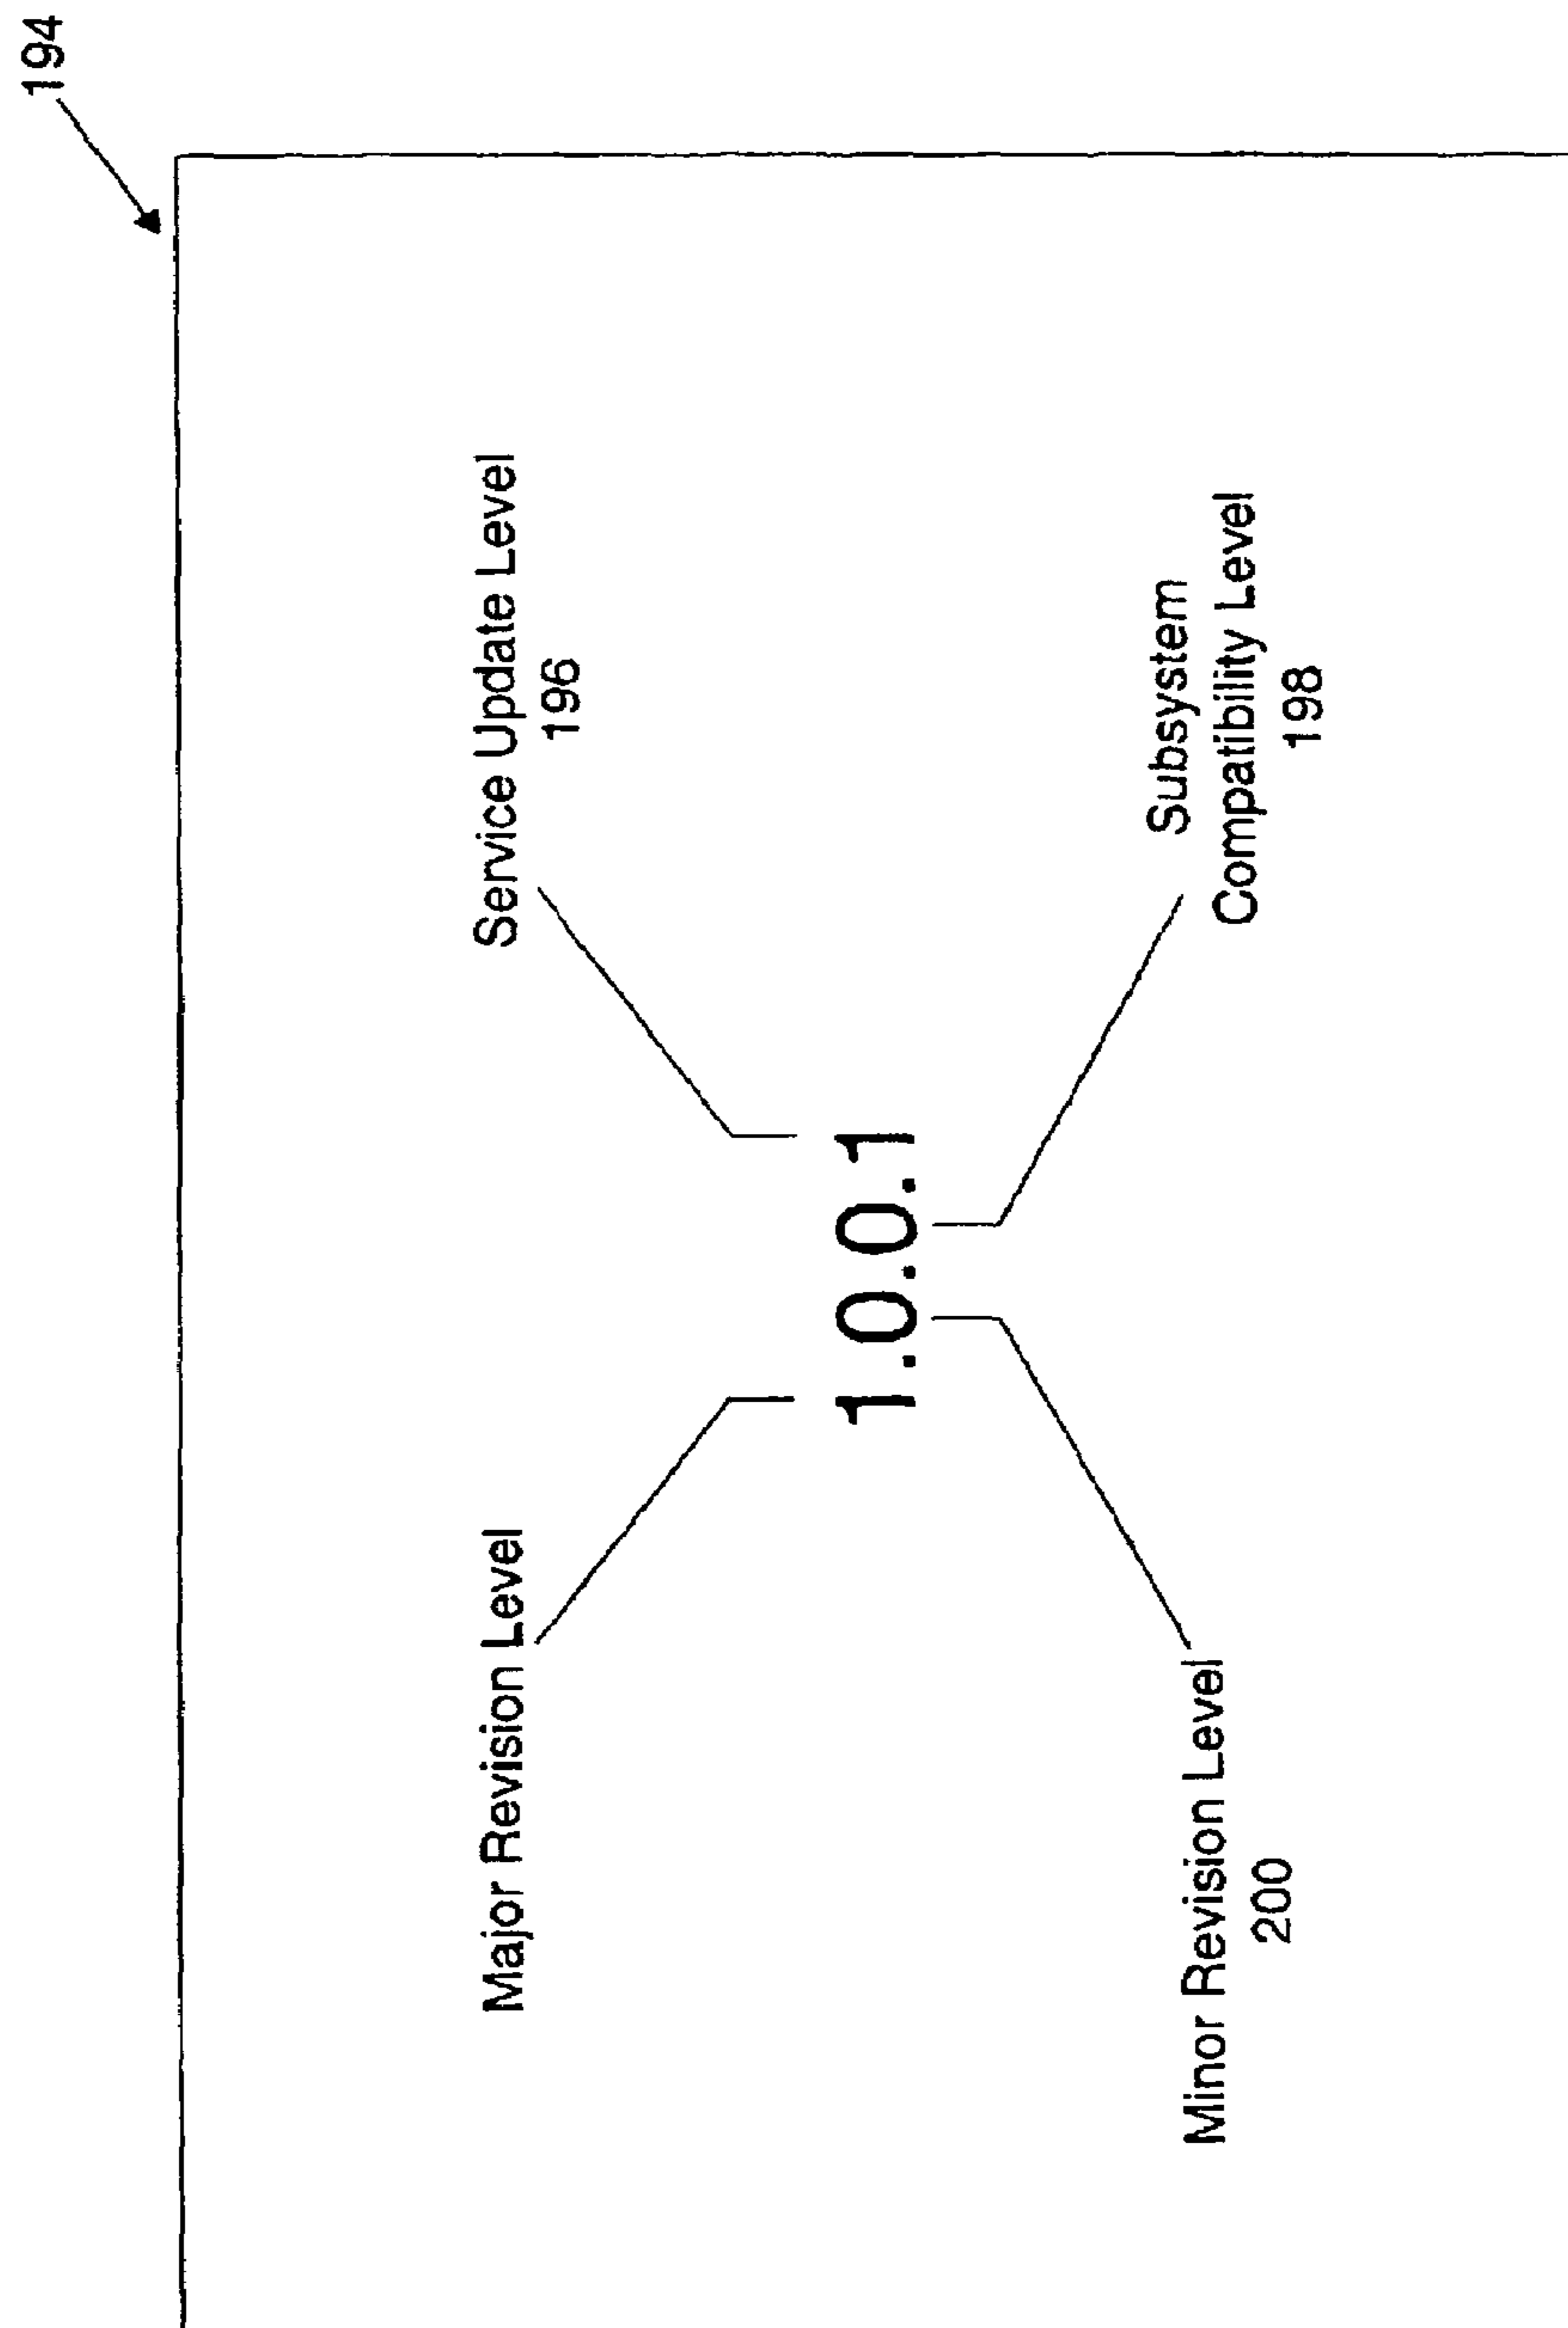 194
Major Revision Level
Service Update Level
196
1.0.0.1
Minor Revision Level
200
Subsystem
Compatibility Level
198